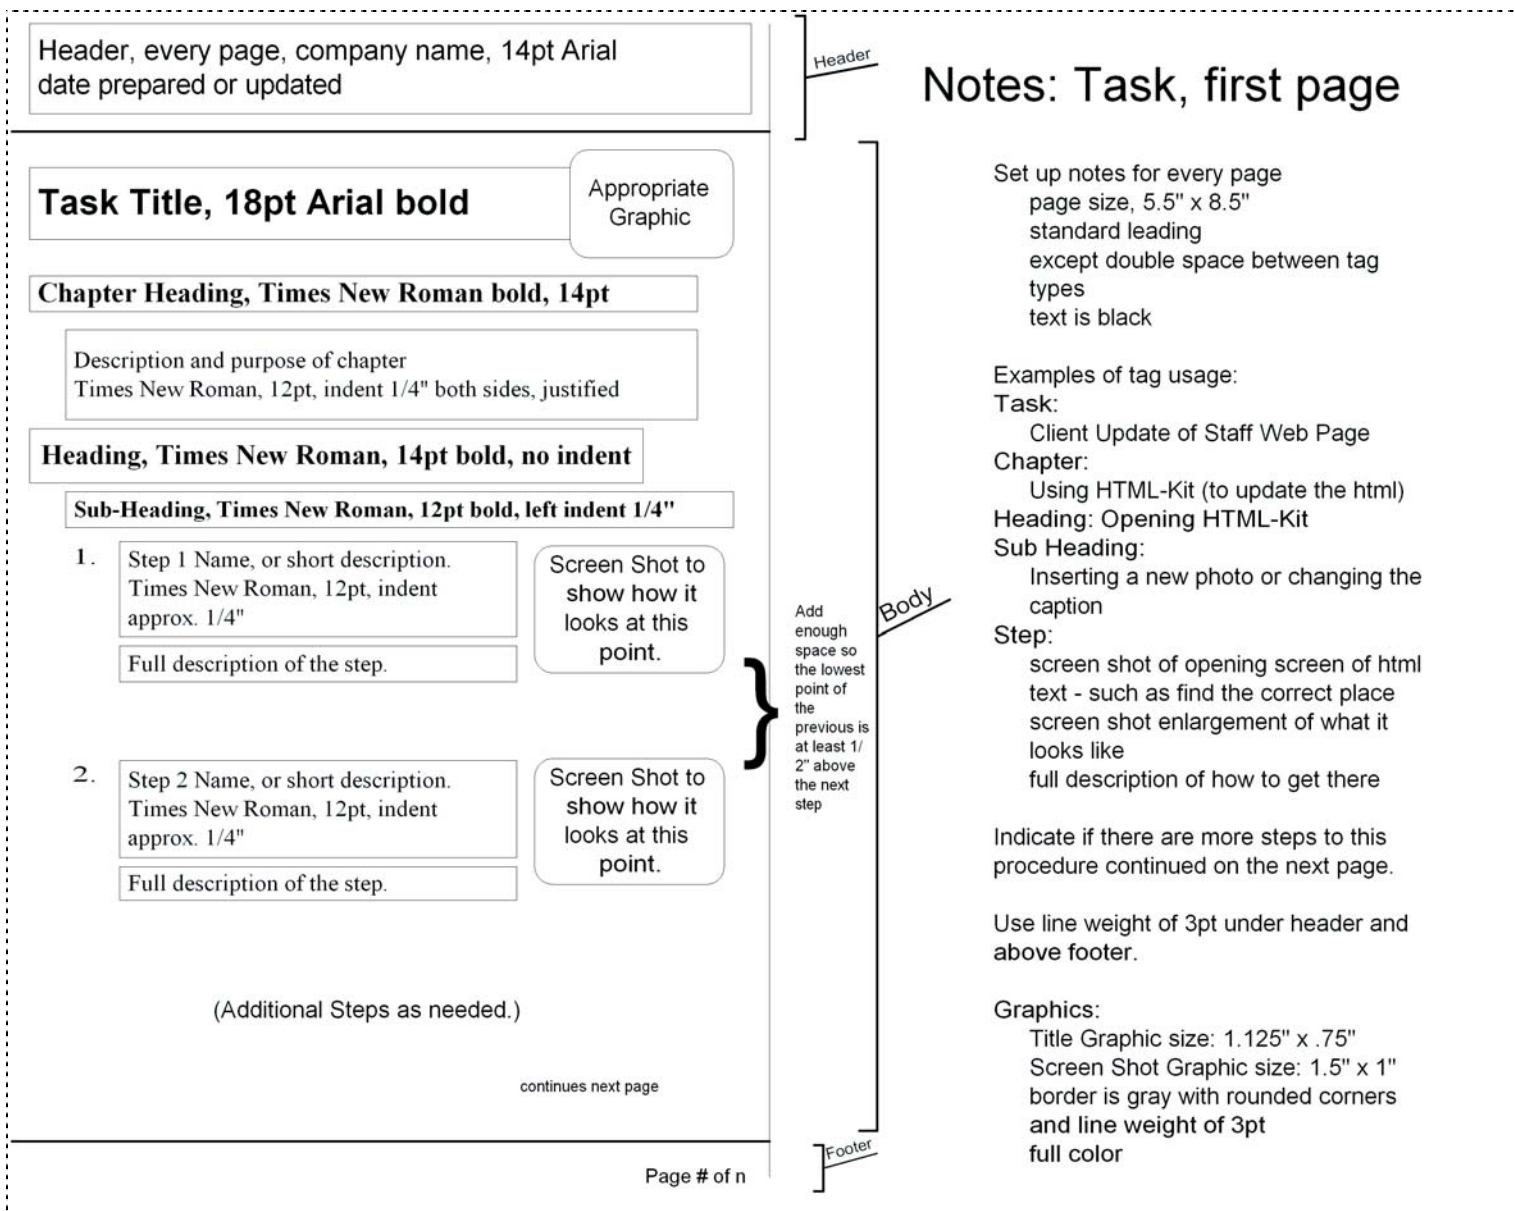 Header, every page, company name, 14pt Arial
date prepared or updated
Header
Task Title, 18pt Arial bold
Appropriate
Graphic
Chapter Heading, Times New Roman bold, 14pt
Description and purpose of chapter
Times New Roman, 12pt, indent 1/4" both sides, justified
Heading, Times New Roman, 14pt bold, no indent
Sub-Heading, Times New Roman, 12pt bold, left indent 1/4"
1.
Step 1 Name, or short description.
Times New Roman, 12pt, indent
approx. 1/4"
Full description of the step.
Screen Shot to
show how it
looks at this
point.
2.
Step 2 Name, or short description.
Times New Roman, 12pt, indent
approx. 1/4"
Full description of the step.
Screen Shot to
show how it
looks at this
point.
(Additional Steps as needed.)
continues next page
Page # of n
}
Add
enough
space so
the lowest
point of
the
previous is
at least 1/
2" above
the next
step
Body
Footer
Notes: Task, first page
Set up notes for every page
page size, 5.5" x 8.5"
standard leading
except double space between tag
types
text is black
Examples of tag usage:
Task:
Client Update of Staff Web Page
Chapter:
Using HTML-Kit (to update the html)
Heading: Opening HTML-Kit
Sub Heading:
Inserting a new photo or changing the
caption
Step:
screen shot of opening screen of html
text - such as find the correct place
screen shot enlargement of what it
looks like
full description of how to get there
Indicate if there are more steps to this
procedure continued on the next page.
Use line weight of 3pt under header and
above footer.
Graphics:
Title Graphic size: 1.125" x .75"
Screen Shot Graphic size: 1.5" x 1"
border is gray with rounded corners
and line weight of 3pt
full color